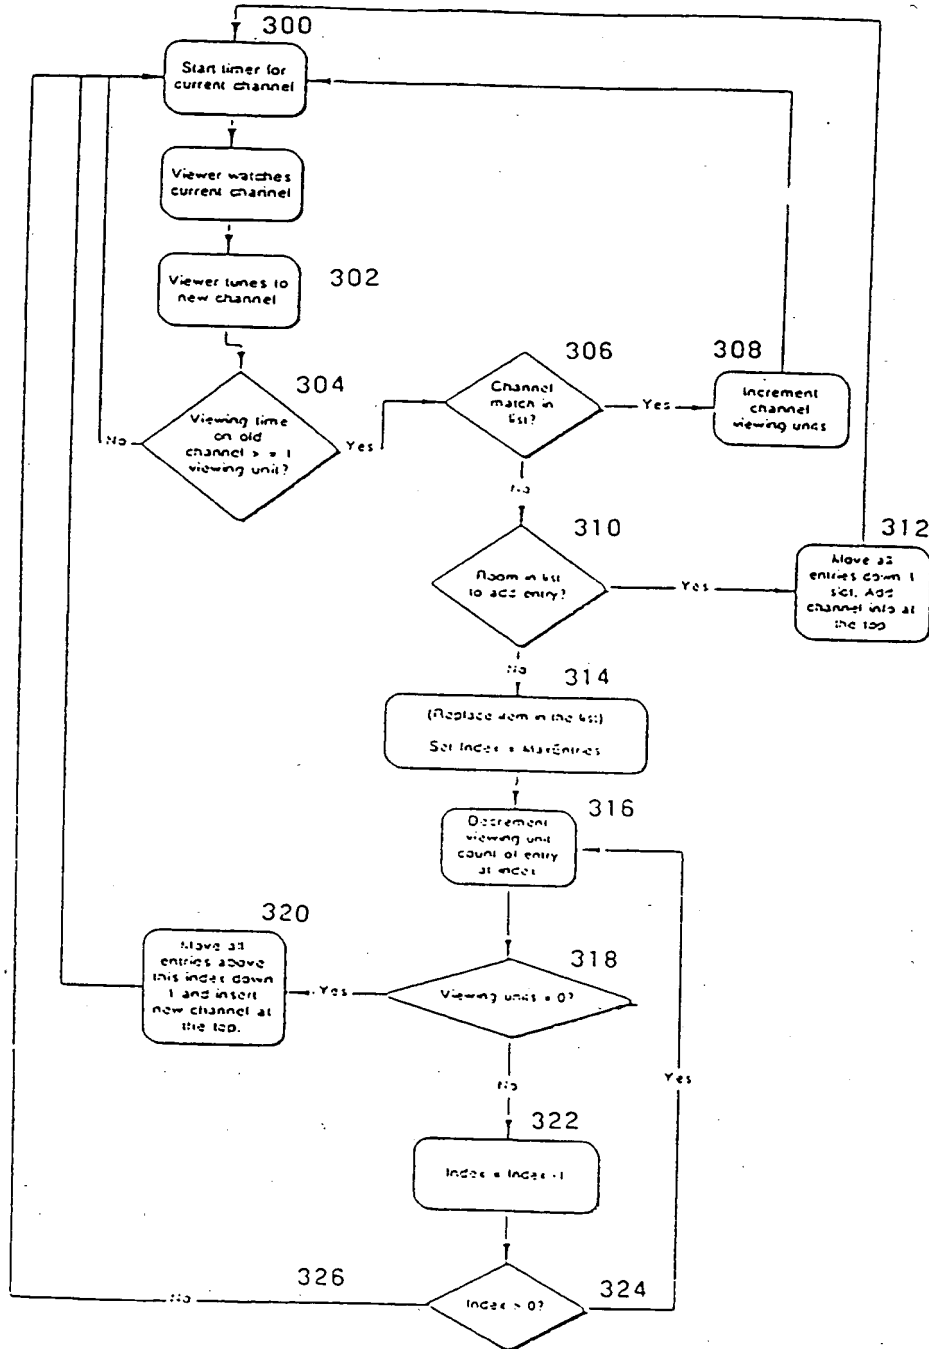 300
Start timer for
current channel
Viewer watches
current channel
Viewer tunes to
new channel
302
304
Viewing time
on old
channel > = 1
viewing unit?
No
Yes
306
Channel
match in
list?
Yes
308
Increment
channel
viewing units
No
310
Room in list
to add entry?
Yes
312
Move all
entries down 1
slot. Add
channel info at
the top
No
314
(Replace item in the list)
Set Index = MaxEntries
316
Decrement
viewing unit
count of entry
at index
318
Viewing units = 0?
Yes
320
Move all
entries above
this index down
1 and insert
new channel at
the top.
No
322
Index = Index -1
324
Index > 0?
Yes
326
No